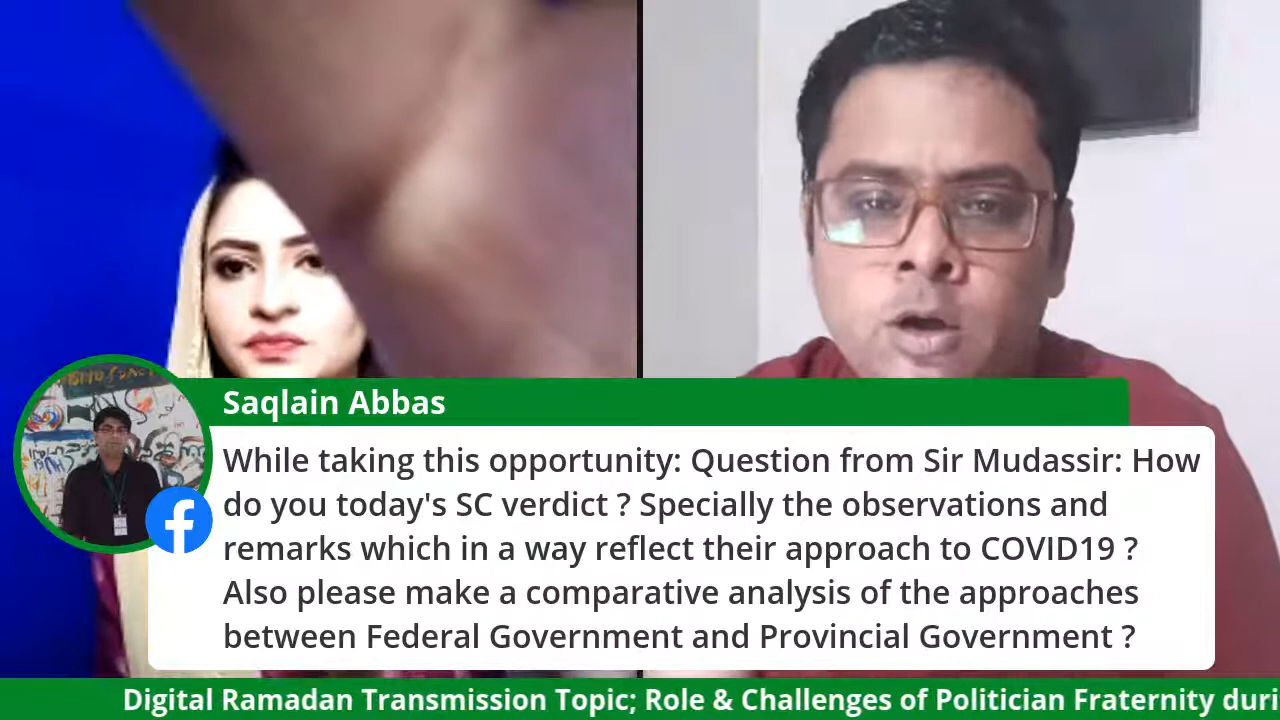 Saqlain Abbas
While taking this opportunity: Question from Sir Mudassir: How
do you today's SC verdict ? Specially the observations and
remarks which in a way reflect their approach to COVID19 ?
Also please make a comparative analysis of the approaches
between Federal Government and Provincial Government ?
Digital Ramadan Transmission Topic; Role & Challenges of Politician Fraternity duri